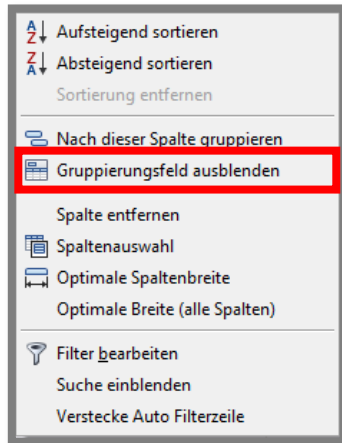 Aufsteigend sortieren
Absteigend sortieren
Sortierung entfernen
Nach dieser Spalte gruppieren
Gruppierungsfeld ausblenden
Spalte entfernen
Spaltenauswahl
Optimale Spaltenbreite
Optimale Breite (alle Spalten)
Filter bearbeiten
Suche einblenden
Verstecke Auto Filterzeile